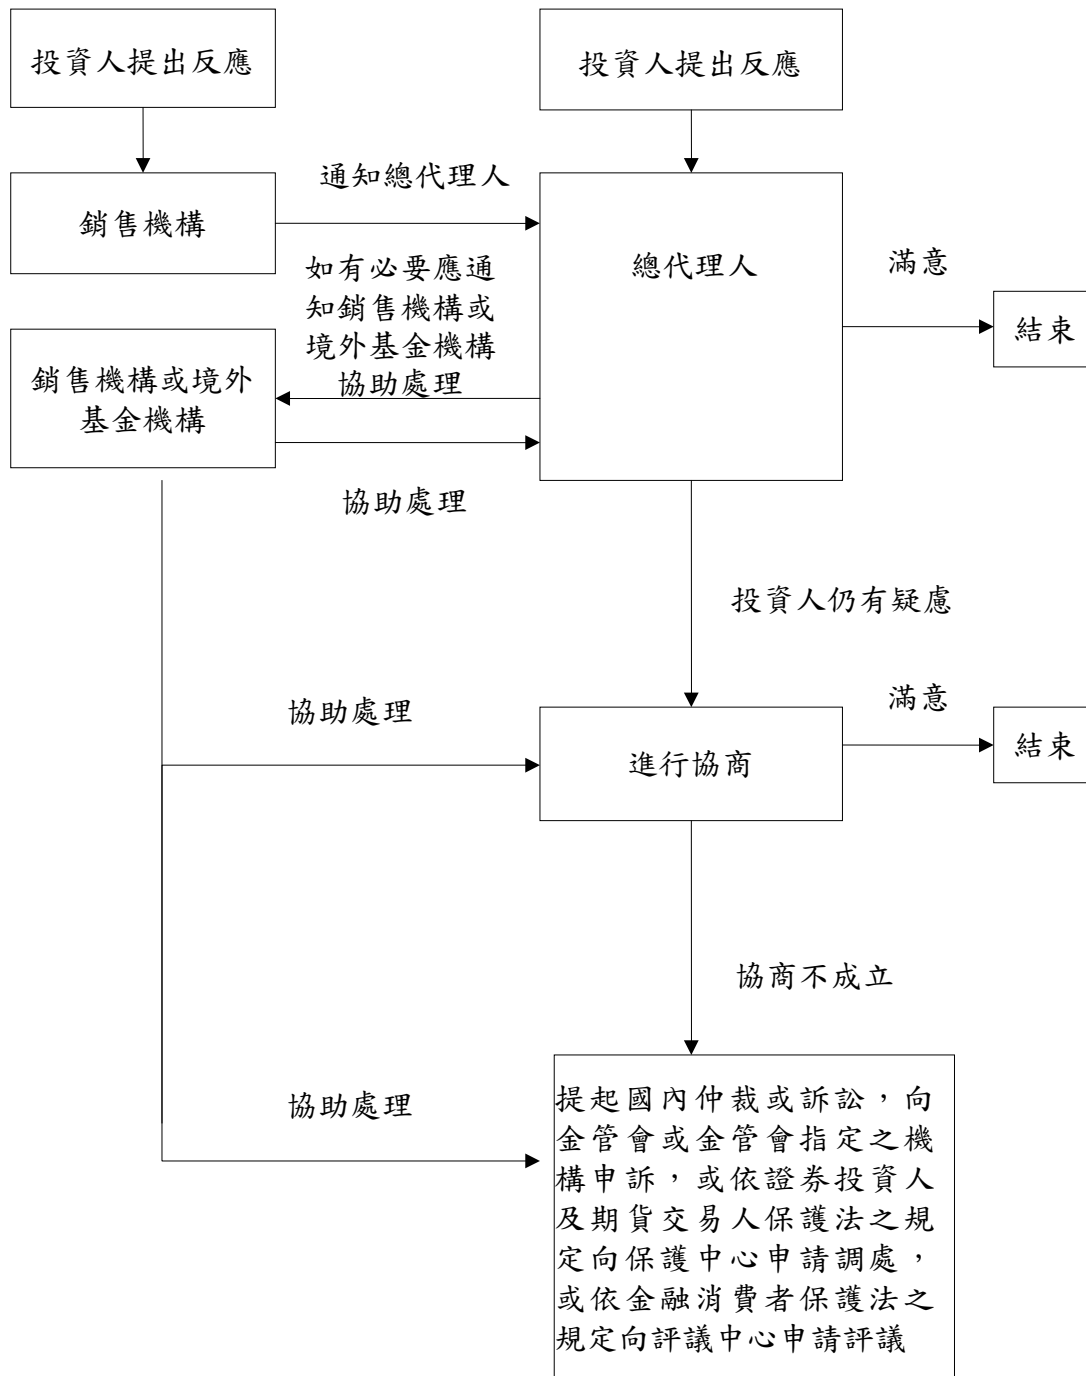 投資人提出反應
投資人提出反應
通知總代理人
銷售機構
總代理人
滿意
結束
如有必要應通
知銷售機構或
境外基金機構
協助處理
銷售機構或境外
基金機構
協助處理
投資人仍有疑慮
協助處理
進行協商
滿意
結束
協商不成立
協助處理
提起國內仲裁或訴訟，向
金管會或金管會指定之機
構申訴，或依證券投資人
及期貨交易人保護法之規
定向保護中心申請調處，
或依金融消費者保護法之
規定向評議中心申請評議